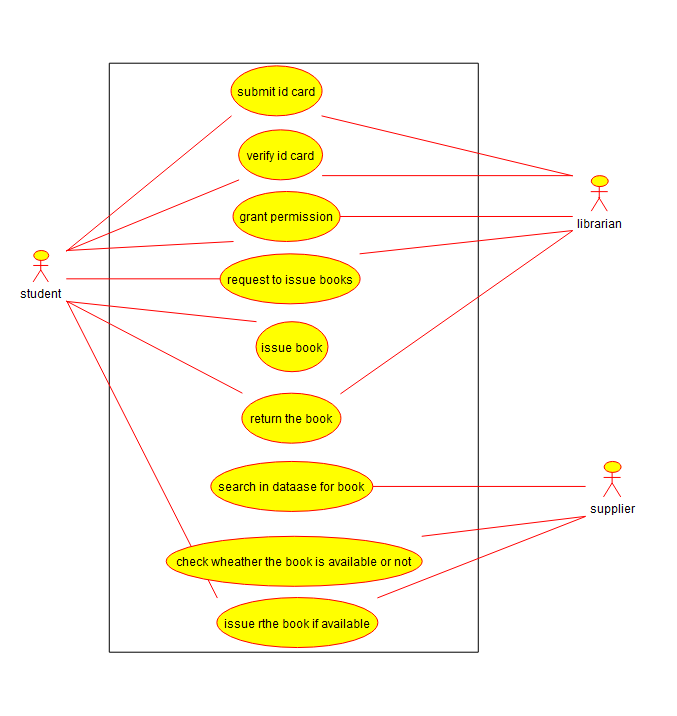 submit id card
verify id card
grant permission
librarian
request to issue books
student
issue book
return the book
search in dataase for book
supplier
check wheather the book is available or not
issue rthe book if available